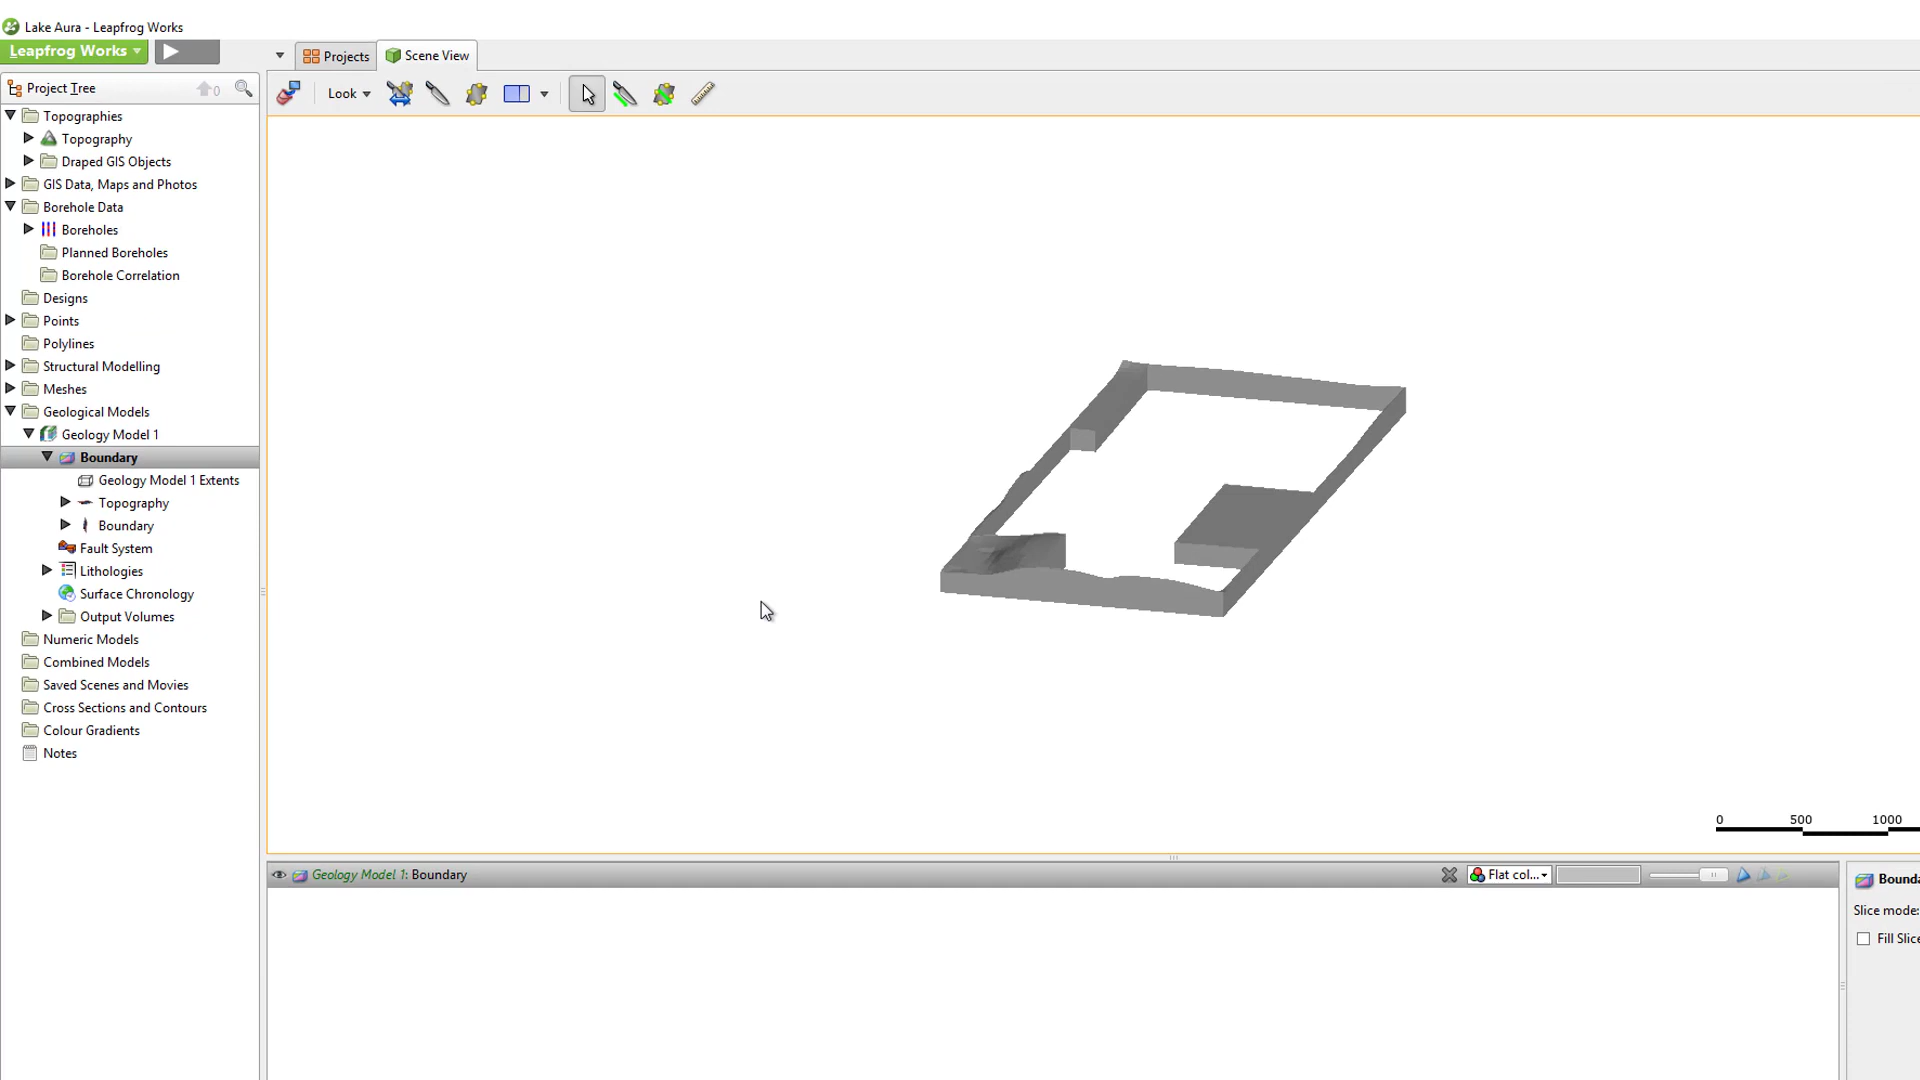 Lake Aura - Leapfrog Works
Leapfrog Works
Projects
Scene View
Project Tree
0
Look
Topographies
Topography
Draped GIS Objects
GIS Data, Maps and Photos
Borehole Data
Boreholes
Planned Boreholes
Borehole Correlation
Designs
Points
Polylines
Structural Modelling
Meshes
Geological Models
Geology Model 1
Boundary
Geology Model 1 Extents
Topography
Boundary
Fault System
Lithologies
Surface Chronology
Output Volumes
Numeric Models
Combined Models
Saved Scenes and Movies
Cross Sections and Contours
Colour Gradients
Notes
0 500 1000
Geology Model 1: Boundary
Flat col...
Bounda
Slice mode:
Fill Slice